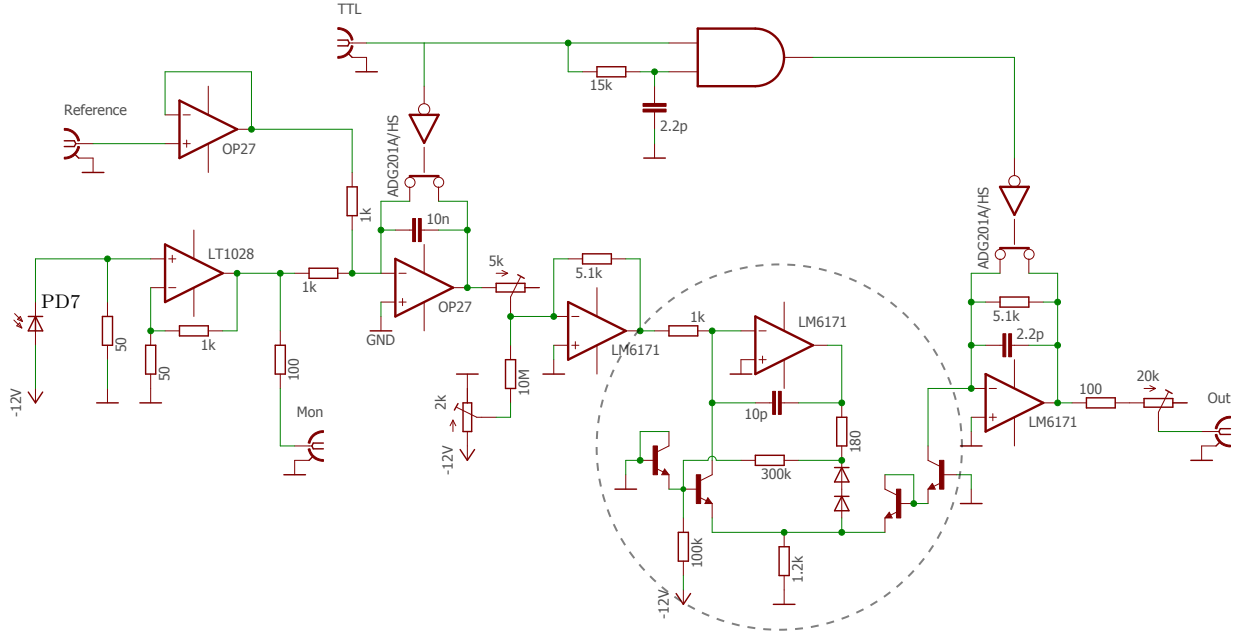 TTL
15k
2.2p
Reference
OP27
ADG201A/HS
1k
10n
ADG201A/HS
LT1028
1k
OP27
GND
5k
5.1k
LM6171
PD7
50
1k
50
100
-12V
Mon
10M
2k
-12V
1k
LM6171
10p
180
300k
100k
-12V
1.2k
5.1k
2.2p
LM6171
100
20k
Out